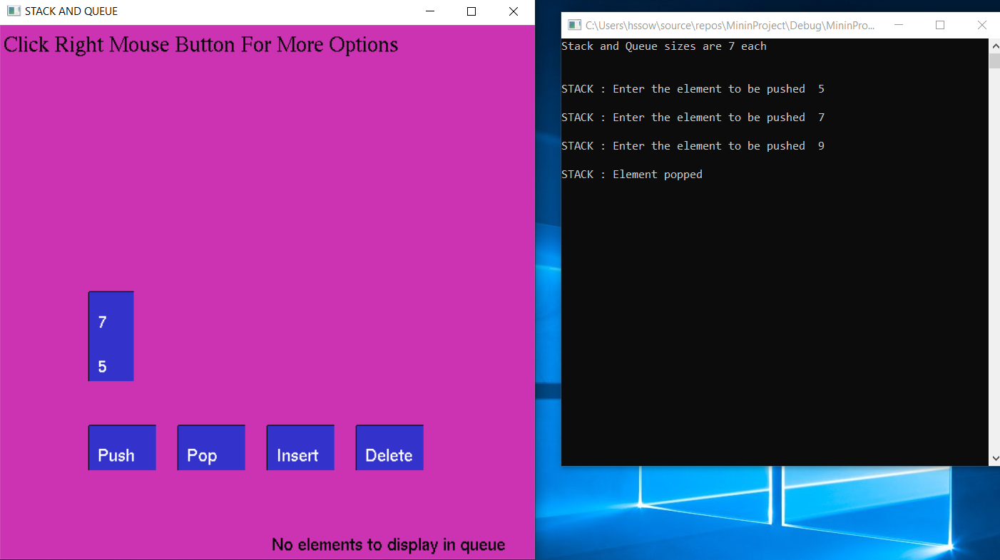 STACK AND QUEUE
Click Right Mouse Button For More Options
7
5
Push
Pop
Insert
Delete
No elements to display in queue
C:\Users\hssow\source\repos\MininProject\Debug\MininPro...
Stack and Queue sizes are 7 each
STACK : Enter the element to be pushed  5
STACK : Enter the element to be pushed  7
STACK : Enter the element to be pushed  9
STACK : Element popped